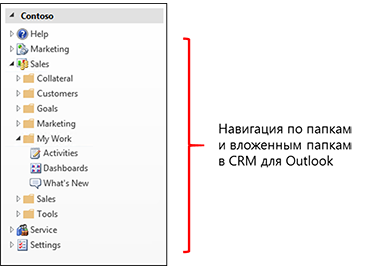 Contoso
Help
Marketing
Sales
Collateral
Customers
Goals
Marketing
My Work
Activities
Dashboards
What's New
Sales
Tools
Service
Settings
Навигация по папкам
и вложенным папкам
в CRM для Outlook